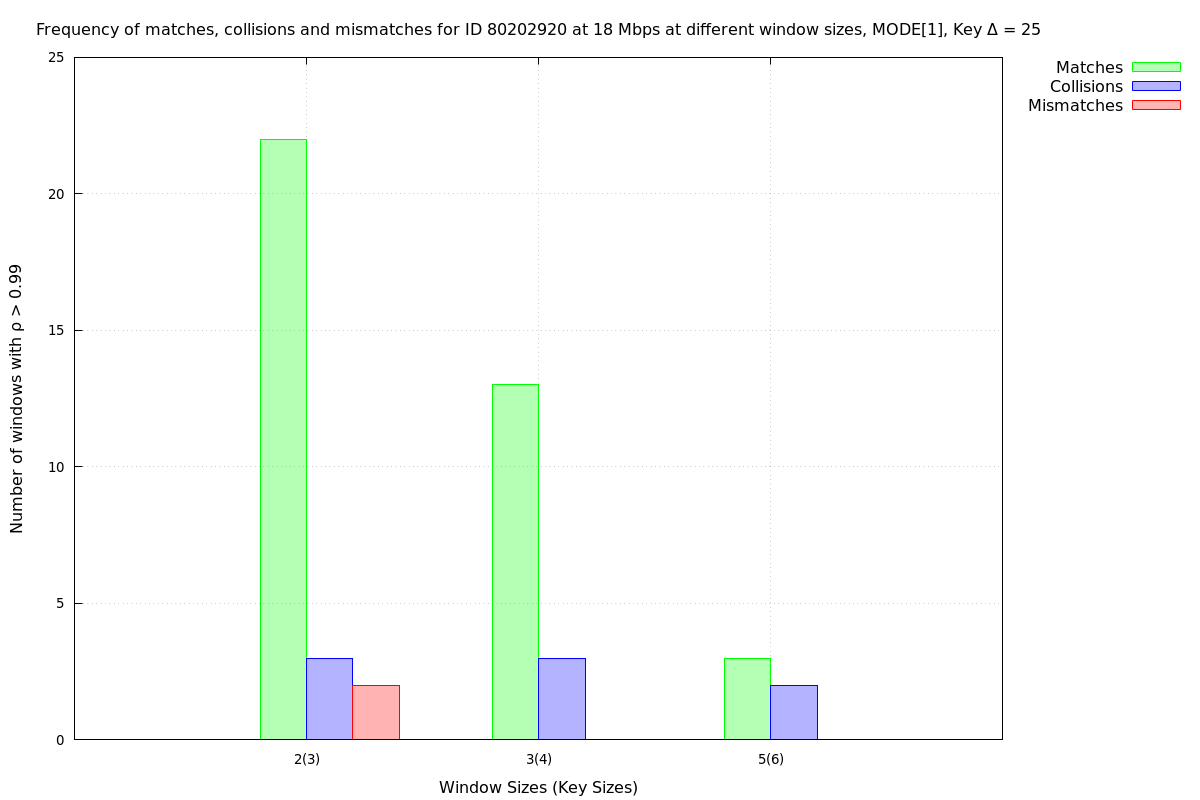 Frequency of matches, collisions and mismatches for ID 80202920 at 18 Mbps at different window sizes, MODE[1], Key Δ = 25
Matches
Collisions
Mismatches
Number of windows with ρ > 0.99
25
20
15
10
5
0
2(3)
3(4)
5(6)
Window Sizes (Key Sizes)